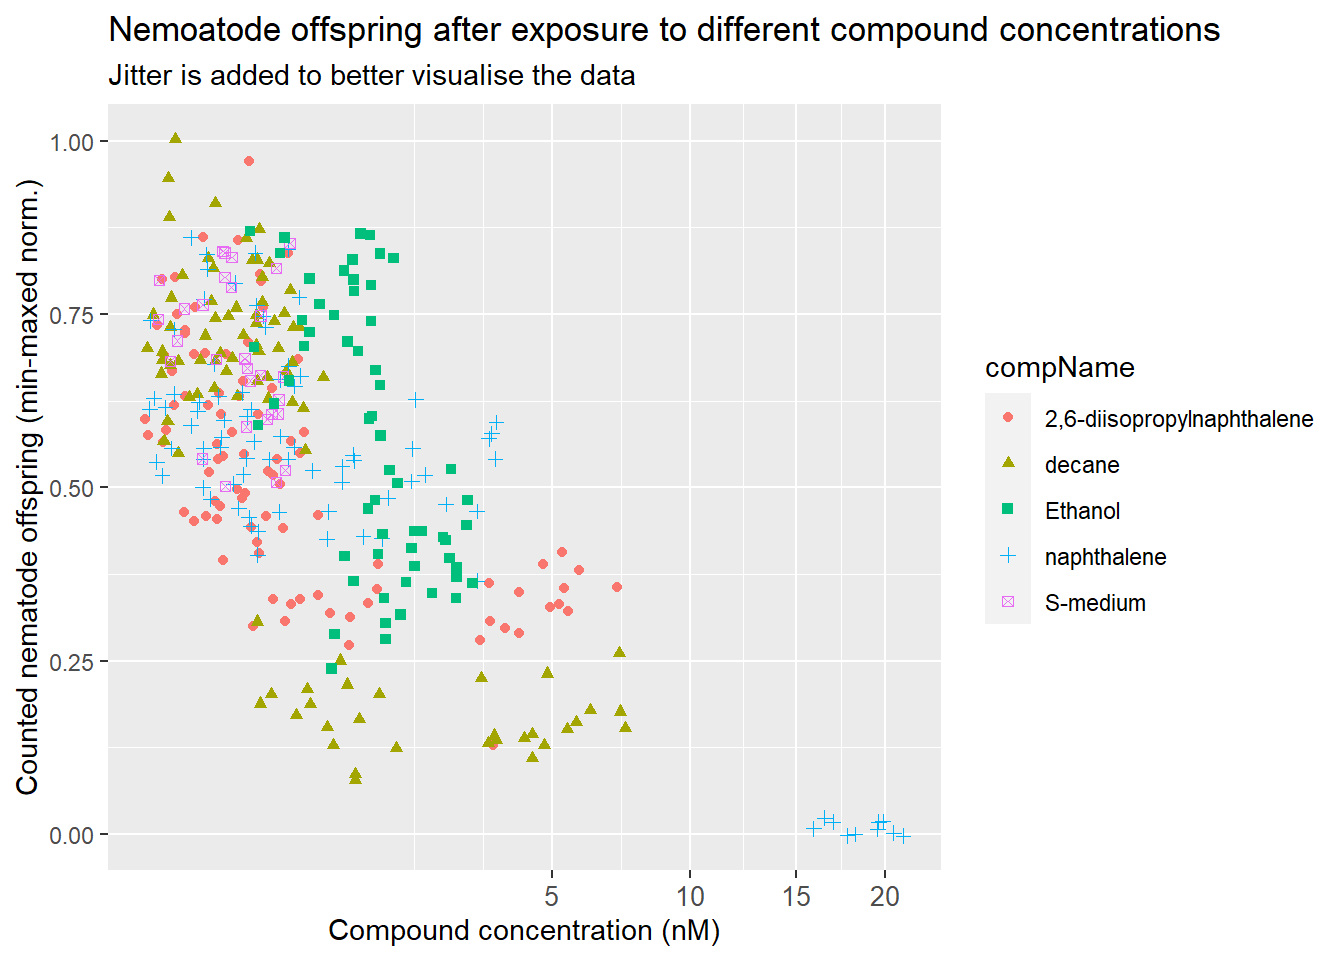 Nemoatode offspring after exposure to different compound concentrations
Jitter is added to better visualise the data
Counted nematode offspring (min-maxed norm.)
1.00
0.75
0.50
0.25
0.00
5
10
15
20
Compound concentration (nM)
compName
2,6-diisopropylnaphthalene
decane
Ethanol
naphthalene
S-medium